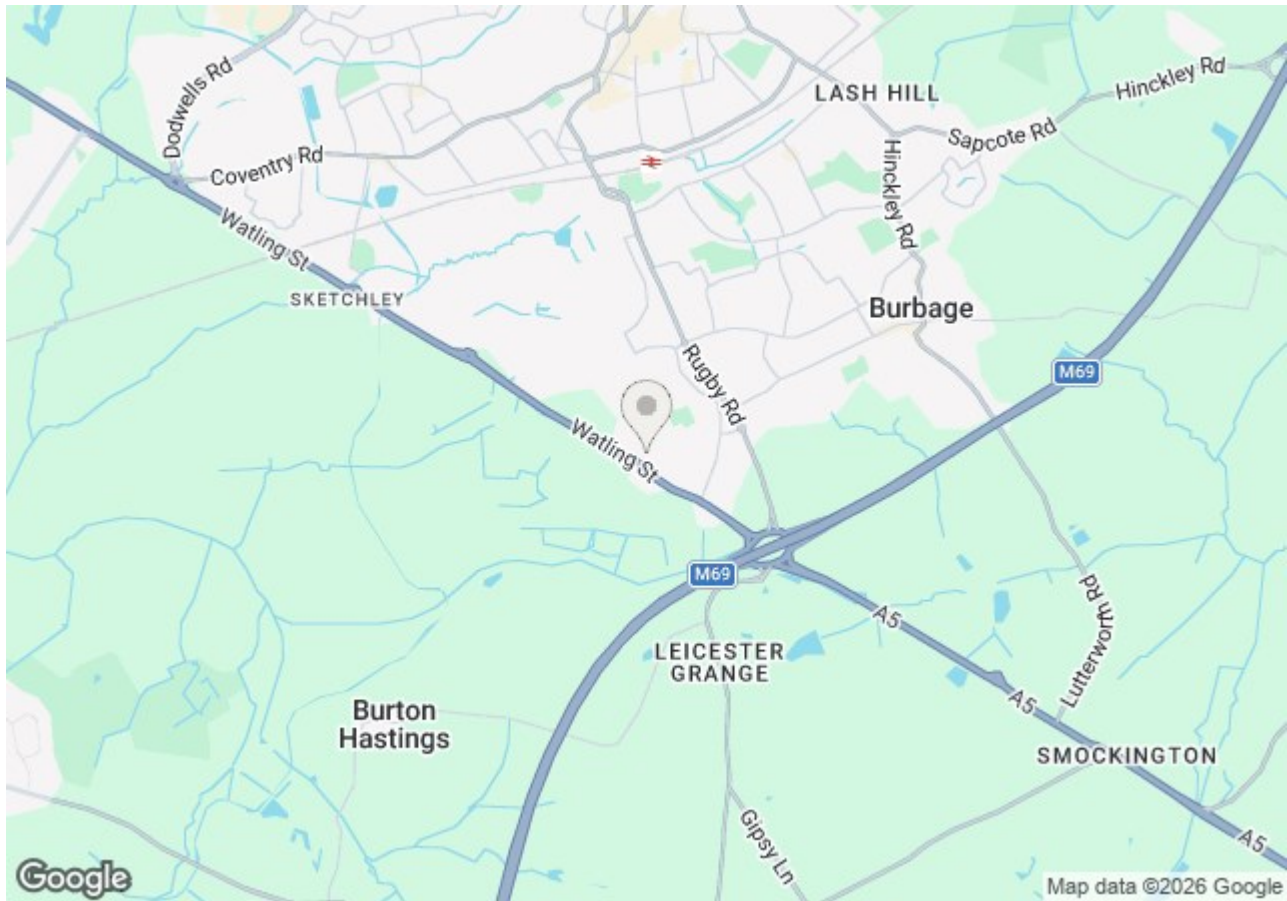 Dodwells Rd
Coventry Rd
Watling St
SKETCHLEY
LASH HILL
Hinckley Rd
Sapcote Rd
Hinckley Rd
Burbage
Rugby Rd
M69
Watling St
M69
LEICESTER
GRANGE
A5
Lutterworth Rd
A5
Burton
Hastings
SMOCKINGTON
Gipsy Ln
A5
Google
Map data ©2026 Google